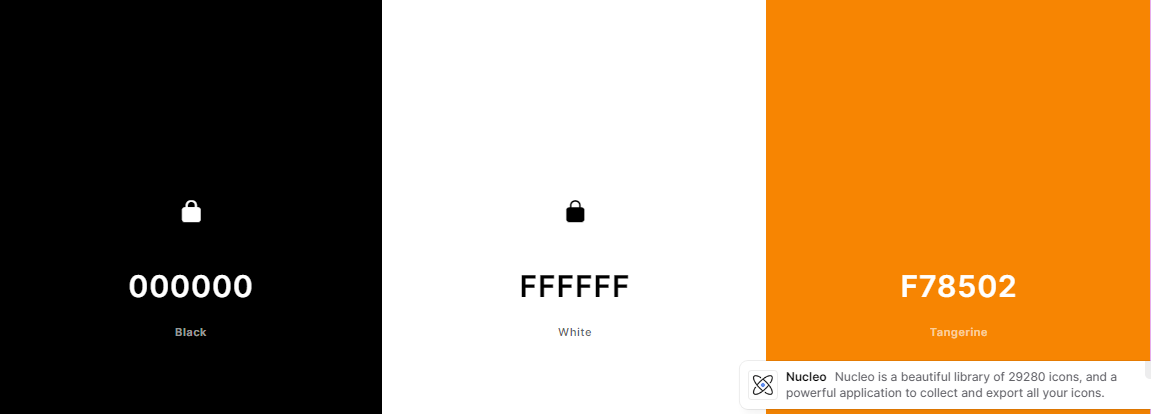 000000
Black
FFFFFF
White
F78502
Tangerine
Nucleo Nucleo is a beautiful library of 29280 icons, and a
powerful application to collect and export all your icons.